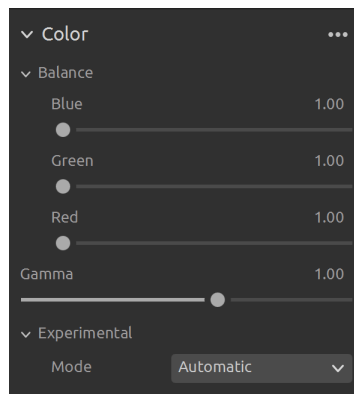 Color
Balance
Blue 1.00
Green 1.00
Red 1.00
Gamma 1.00
Experimental
Mode Automatic